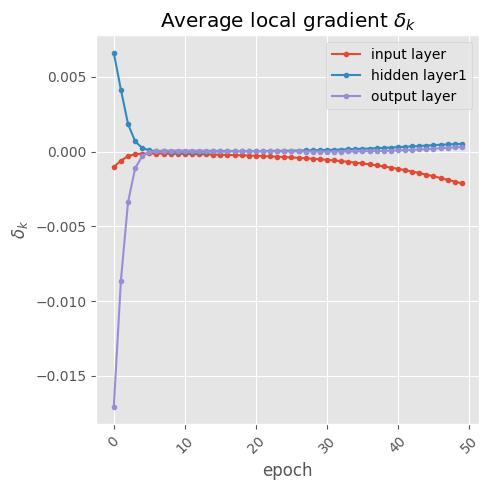 Average local gradient δₖ
input layer
hidden layer1
output layer
0.005
0.000
−0.005
−0.010
−0.015
δₖ
0
10
20
30
40
50
epoch